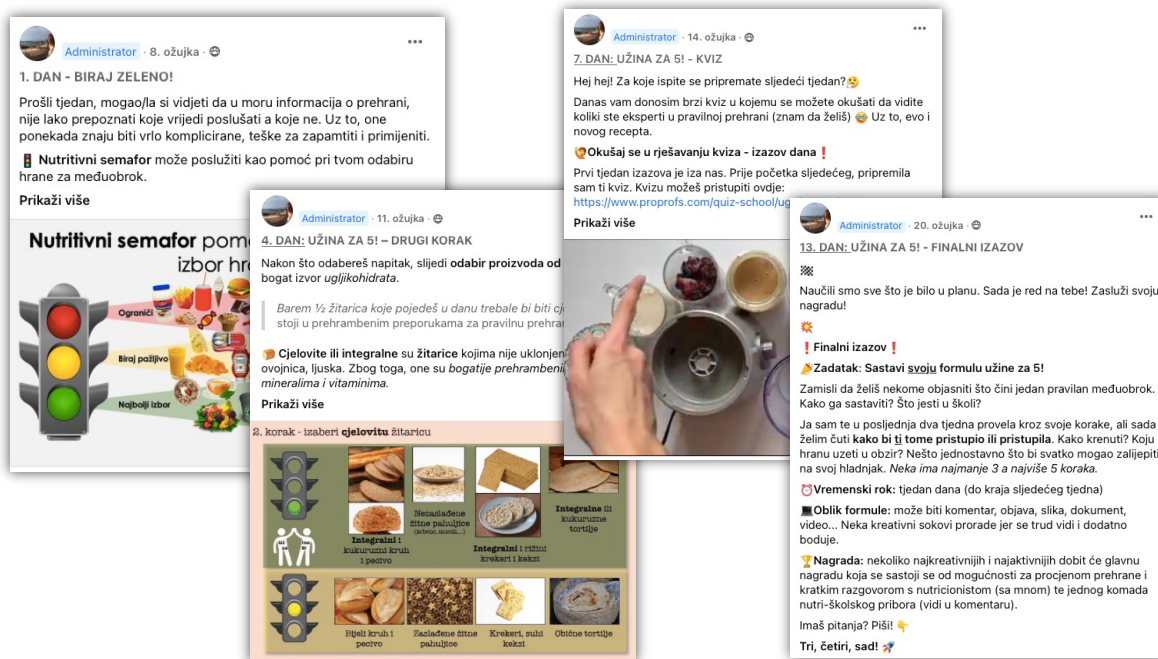 Administrator · 8. ožujka ·
1. DAN - BIRAJ ZELENO!
Prošli tjedan, mogao/la si vidjeti da u moru informacija o prehrani,
nije lako prepoznati koje vrijedi poslušati a koje ne. Uz to, one
ponekada znaju biti vrlo komplicirane, teške za zapamtiti i primijeniti.
🚦 Nutritivni semafor može poslužiti kao pomoć pri tvom odabiru
hrane za međuobrok.
Prikaži više
Nutritivni semafor pom
izbor hr
Ograniči
Biraj pažljivo
Najbolji izbor
Administrator · 11. ožujka ·
4. DAN: UŽINA ZA 5! – DRUGI KORAK
Nakon što odabereš napitak, slijedi odabir proizvoda od
bogat izvor ugljikohidrata.
Barem ½ žitarica koje pojedeš u danu trebale bi biti
stoji u prehrambenim preporukama za pravilnu
🍞 Cjelovite ili integralne su žitarice kojima nije uklonjen
ovojnica, ljuska. Zbog toga, one su bogatije
mineralima i vitaminima.
Prikaži više
2. korak - izaberi cjelovitu žitaricu
Integralni i
kukuruzni kruh
i pecivo
Nezaslađene
žitne pahuljice
Integralni i rižini
krekeri i keksi
Integralne ili
kukuruzne
tortilje
Bijeli kruh i
pecivo
Zaslađene žitne
pahuljice
Krekeri, suhi
keksi
Obične tortilje
Administrator · 14. ožujka ·
7. DAN: UŽINA ZA 5! - KVIZ
Hej hej! Za koje ispite se pripremate sljedeći tjedan?🤔
Danas vam donosim brzi kviz u kojemu se možete okušati da vidite
koliki ste eksperti u pravilnoj prehrani (znam da želiš) 🤓 Uz to, evo i
novog recepta.
🙋Okušaj se u rješavanju kviza - izazov dana❗
Prvi tjedan izazova je iza nas. Prije početka sljedećeg, pripremila
sam ti kviz. Kvizu možeš pristupiti ovdje:
https://www.proprofs.com/quiz-school/ug
Prikaži više
Administrator · 20. ožujka ·
13. DAN: UŽINA ZA 5! - FINALNI IZAZOV
🏁
Naučili smo sve što je bilo u planu. Sada je red na tebe! Zasluži svoju
nagradu!
💥
❗Finalni izazov❗
🥕Zadatak: Sastavi svoju formulu užine za 5!
Zamisli da želiš nekome objasniti što čini jedan pravilan međuobrok.
Kako ga sastaviti? Što jesti u školi?
Ja sam te u posljednja dva tjedna provela kroz svoje korake, ali sada
želim čuti kako bi ti tome pristupio ili pristupila. Kako krenuti? Koju
hranu uzeti u obzir? Nešto jednostavno što bi svatko mogao zalijepiti
na svoj hladnjak. Neka ima najmanje 3 a najviše 5 koraka.
⏰Vremenski rok: tjedan dana (do kraja sljedećeg tjedna)
💻Oblik formule: može biti komentar, objava, slika, dokument,
video... Neka kreativni sokovi prorade jer se trud vidi i dodatno
boduje.
🏆Nagrada: nekoliko najkreativnijih i najaktivnijih dobit će glavnu
nagradu koja se sastoji se od mogućnosti za procjenom prehrane i
kratkim razgovorom s nutricionistom (sa mnom) te jednog komada
nutri-školskog pribora (vidi u komentaru).
Imaš pitanja? Piši! 👇
Tri, četiri, sad! 🚀